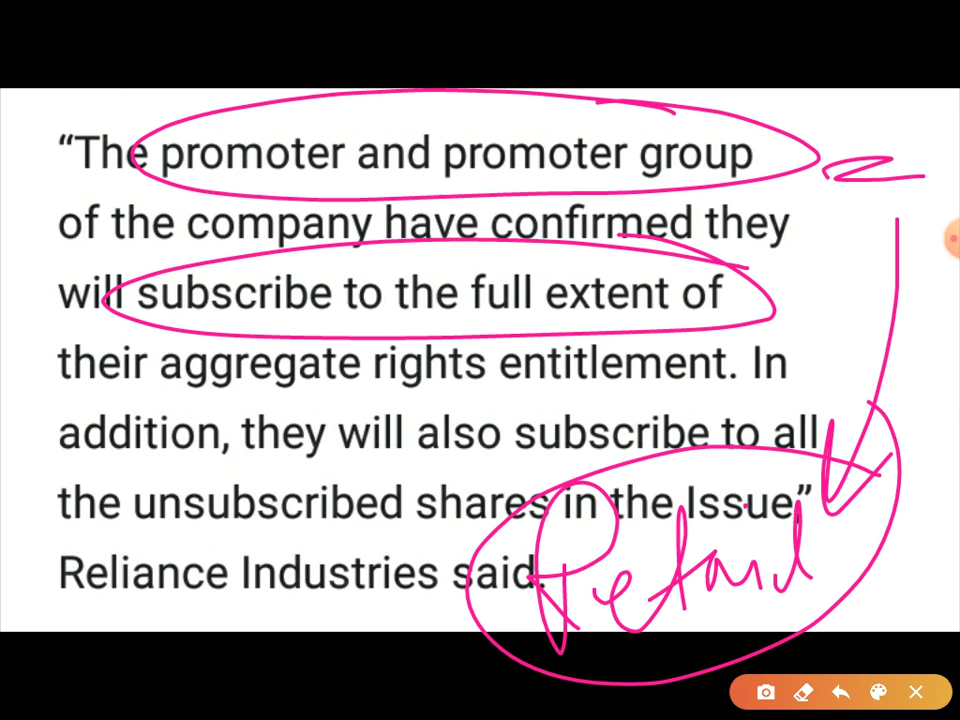 “The promoter and promoter group
of the company have confirmed they
will subscribe to the full extent of
their aggregate rights entitlement. In
addition, they will also subscribe to all
the unsubscribed shares in the Issue,”
Reliance Industries said.
Retail